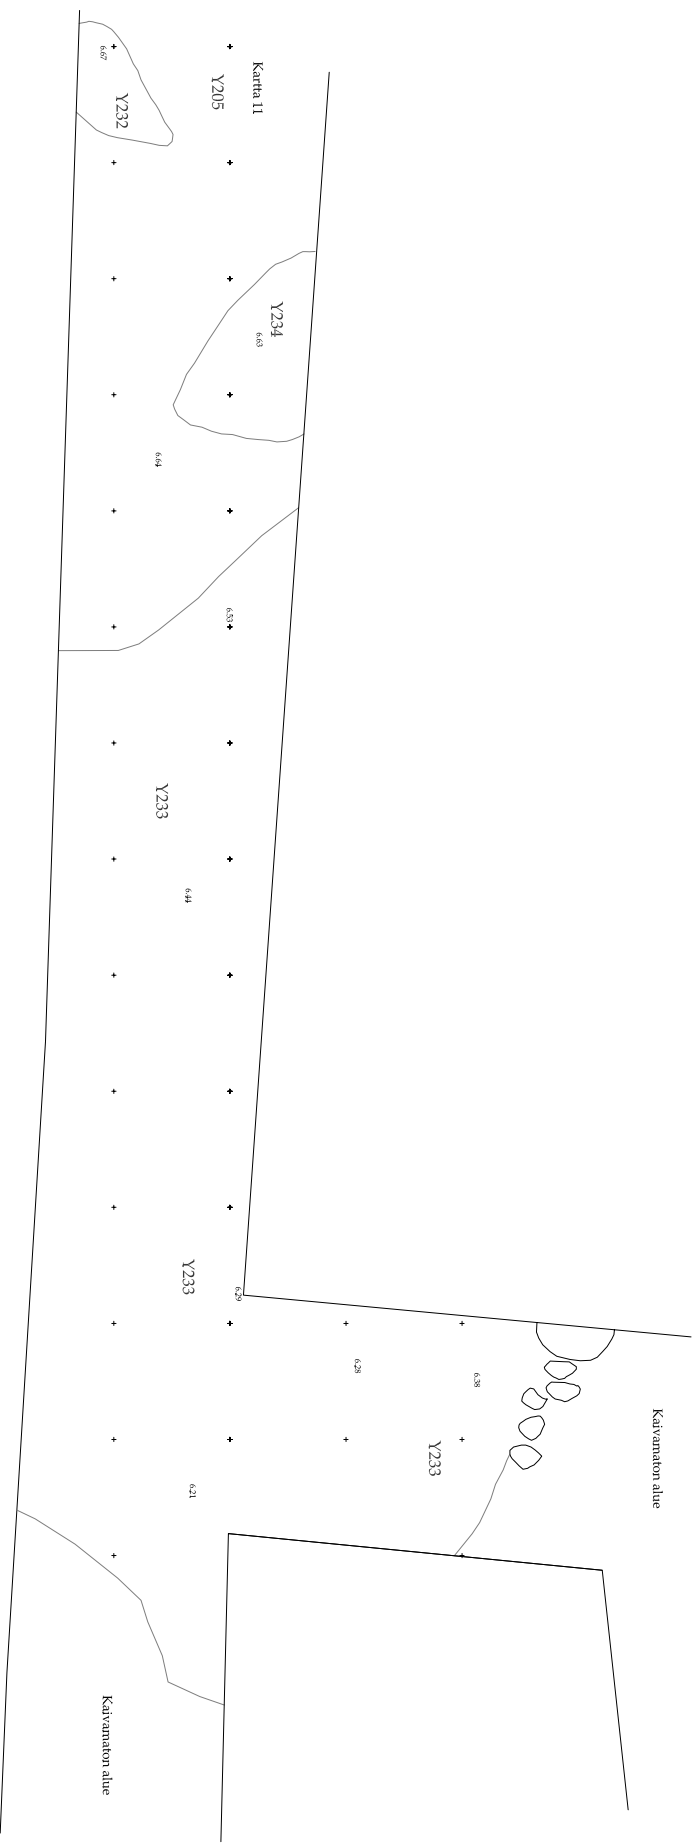 Kartta 11
Y205
6.67
Y232
Y234
6.63
6.64
6.53
Y233
6.44
Y233
6.29
6.28
6.38
Kaivamaton alue
Y233
6.21
Kaivamaton alue